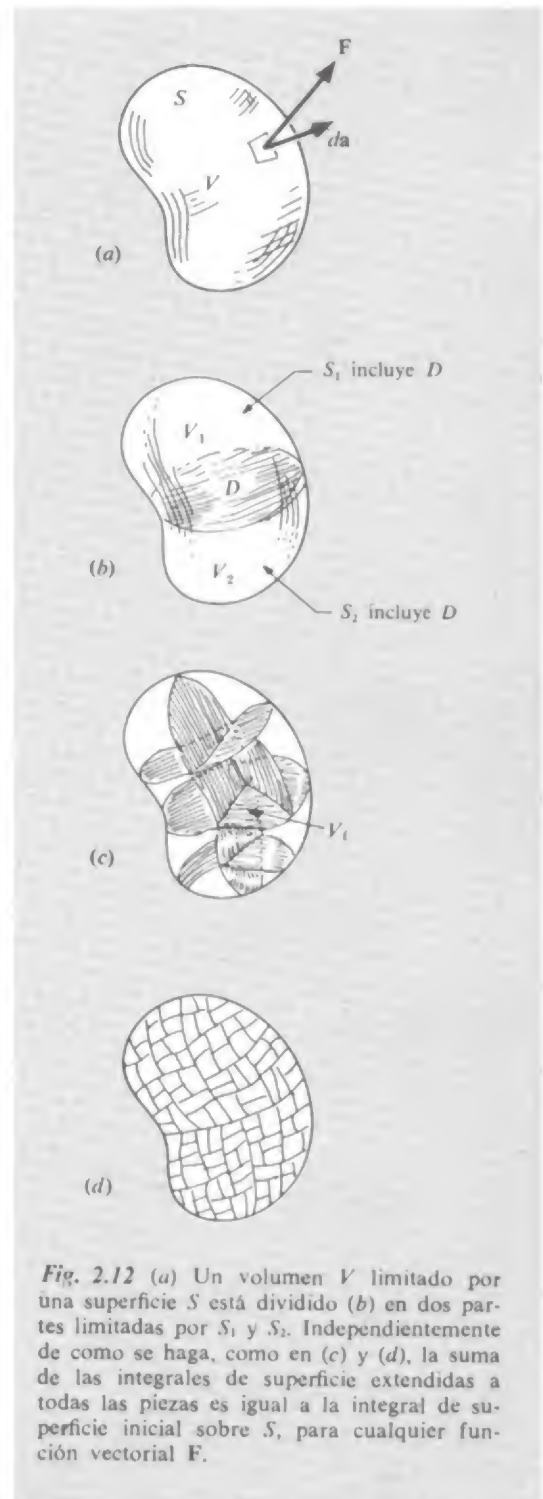 F
S
da
V
(a)
S₁ incluye D
V₁
D
(b)
V₂
S₂ incluye D
V₁
(c)
(d)
Fig. 2.12 (a) Un volumen V limitado por
una superficie S está dividido (b) en dos par-
tes limitadas por S₁ y S₂. Independientemente
de como se haga, como en (c) y (d), la suma
de las integrales de superficie extendidas a
todas las piezas es igual a la integral de su-
perficie inicial sobre S, para cualquier fun-
ción vectorial F.